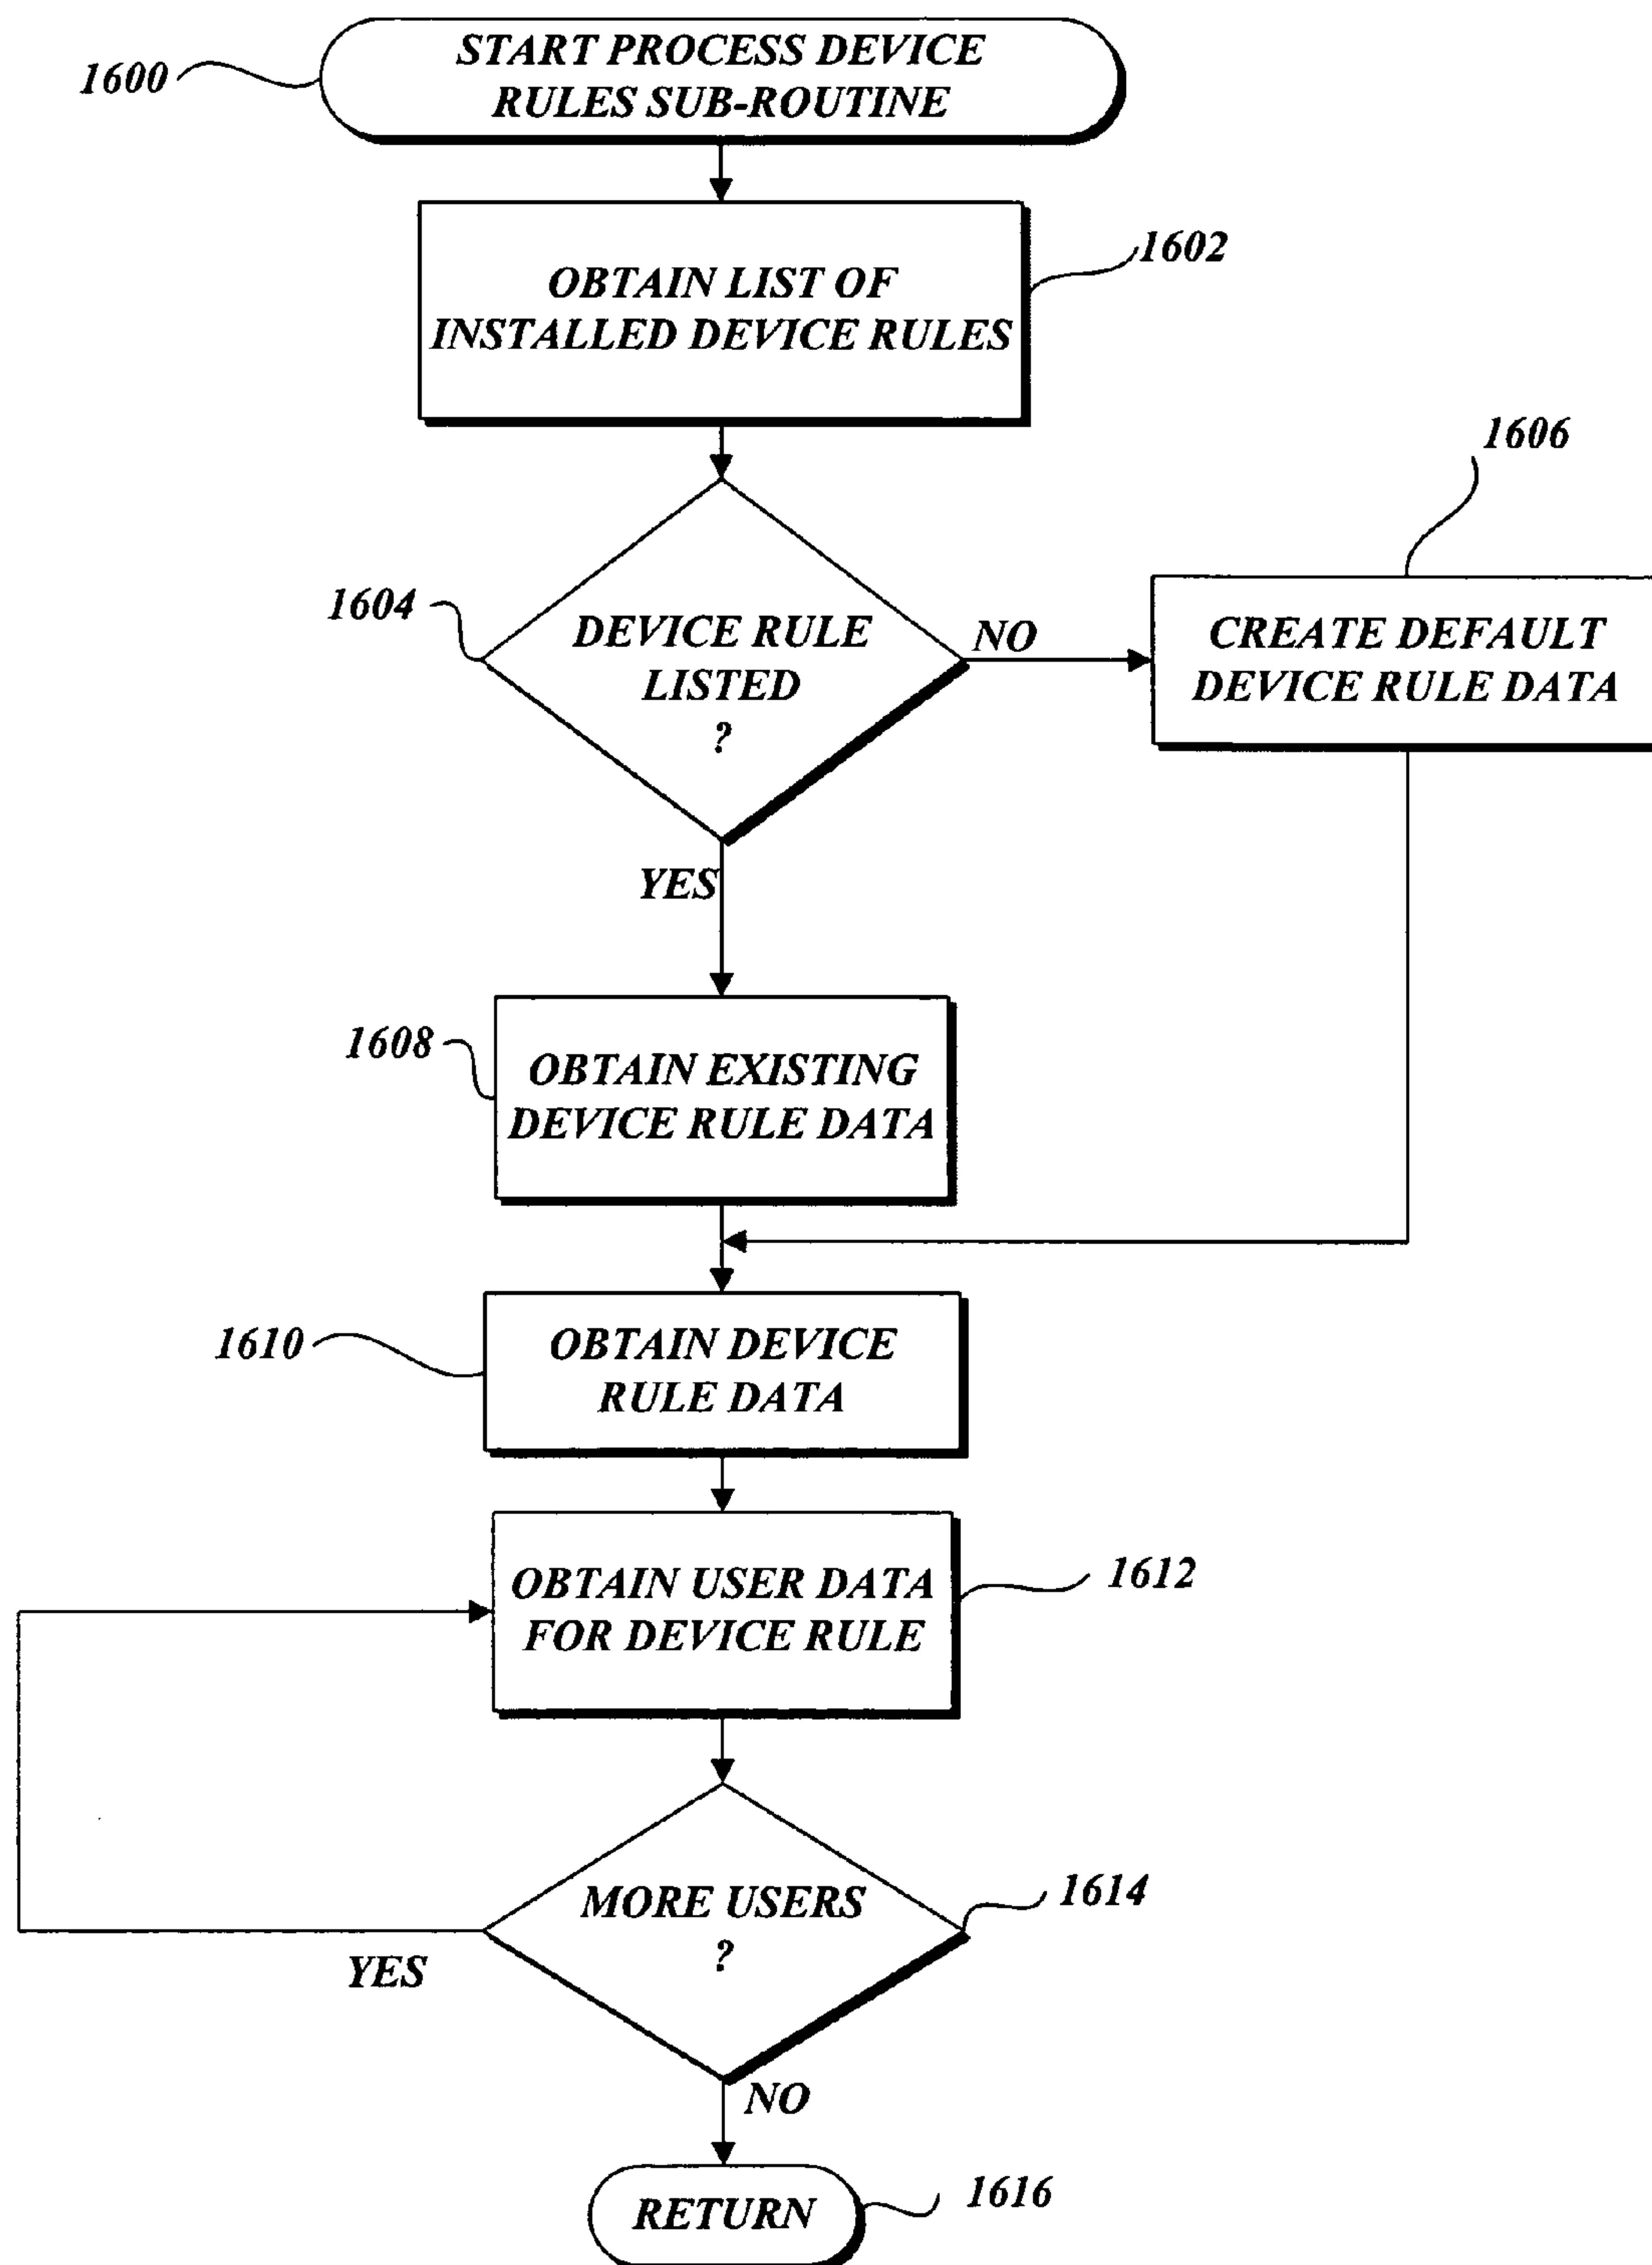 1600
START PROCESS DEVICE
RULES SUB-ROUTINE
1602
OBTAIN LIST OF
INSTALLED DEVICE RULES
1606
1604
DEVICE RULE
LISTED
?
NO
CREATE DEFAULT
DEVICE RULE DATA
YES
1608
OBTAIN EXISTING
DEVICE RULE DATA
1610
OBTAIN DEVICE
RULE DATA
1612
OBTAIN USER DATA
FOR DEVICE RULE
1614
MORE USERS
?
YES
NO
1616
RETURN